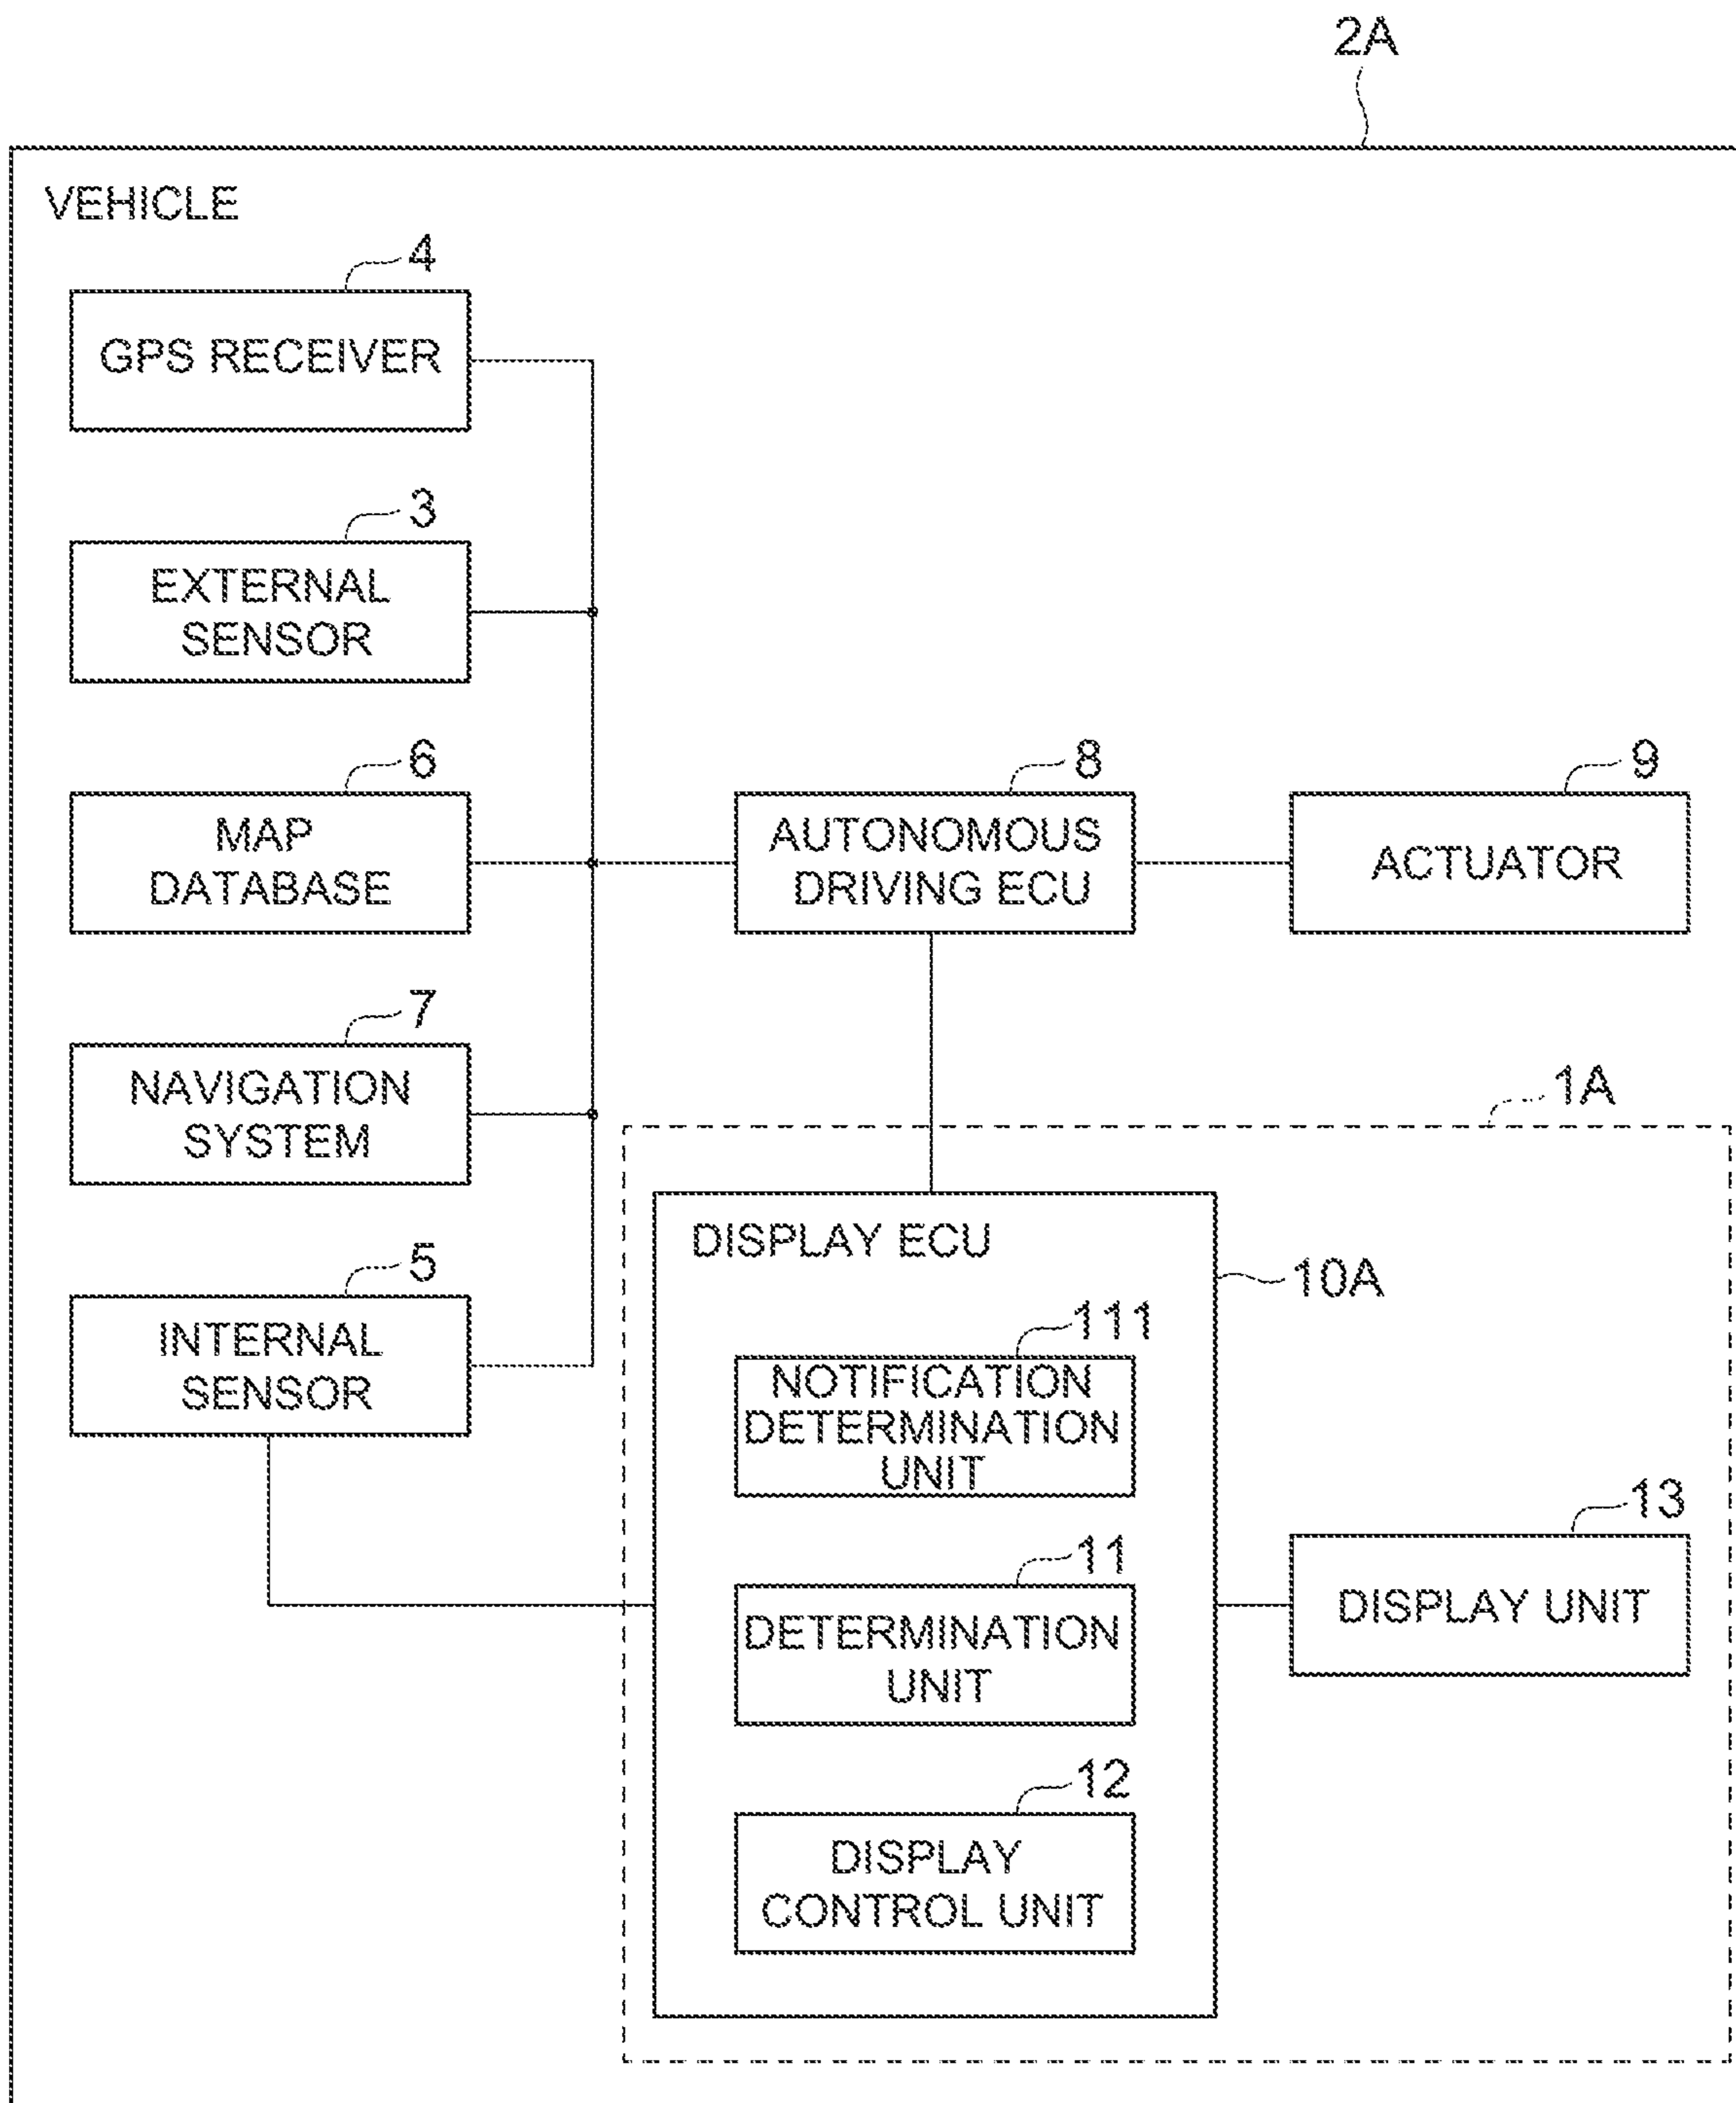 2A
VEHICLE
4
GPS RECEIVER
3
EXTERNAL
SENSOR
6
MAP
DATABASE
8
AUTONOMOUS
DRIVING ECU
9
ACTUATOR
7
NAVIGATION
SYSTEM
1A
5
INTERNAL
SENSOR
DISPLAY ECU
10A
111
NOTIFICATION
DETERMINATION
UNIT
11
DETERMINATION
UNIT
13
DISPLAY UNIT
12
DISPLAY
CONTROL UNIT